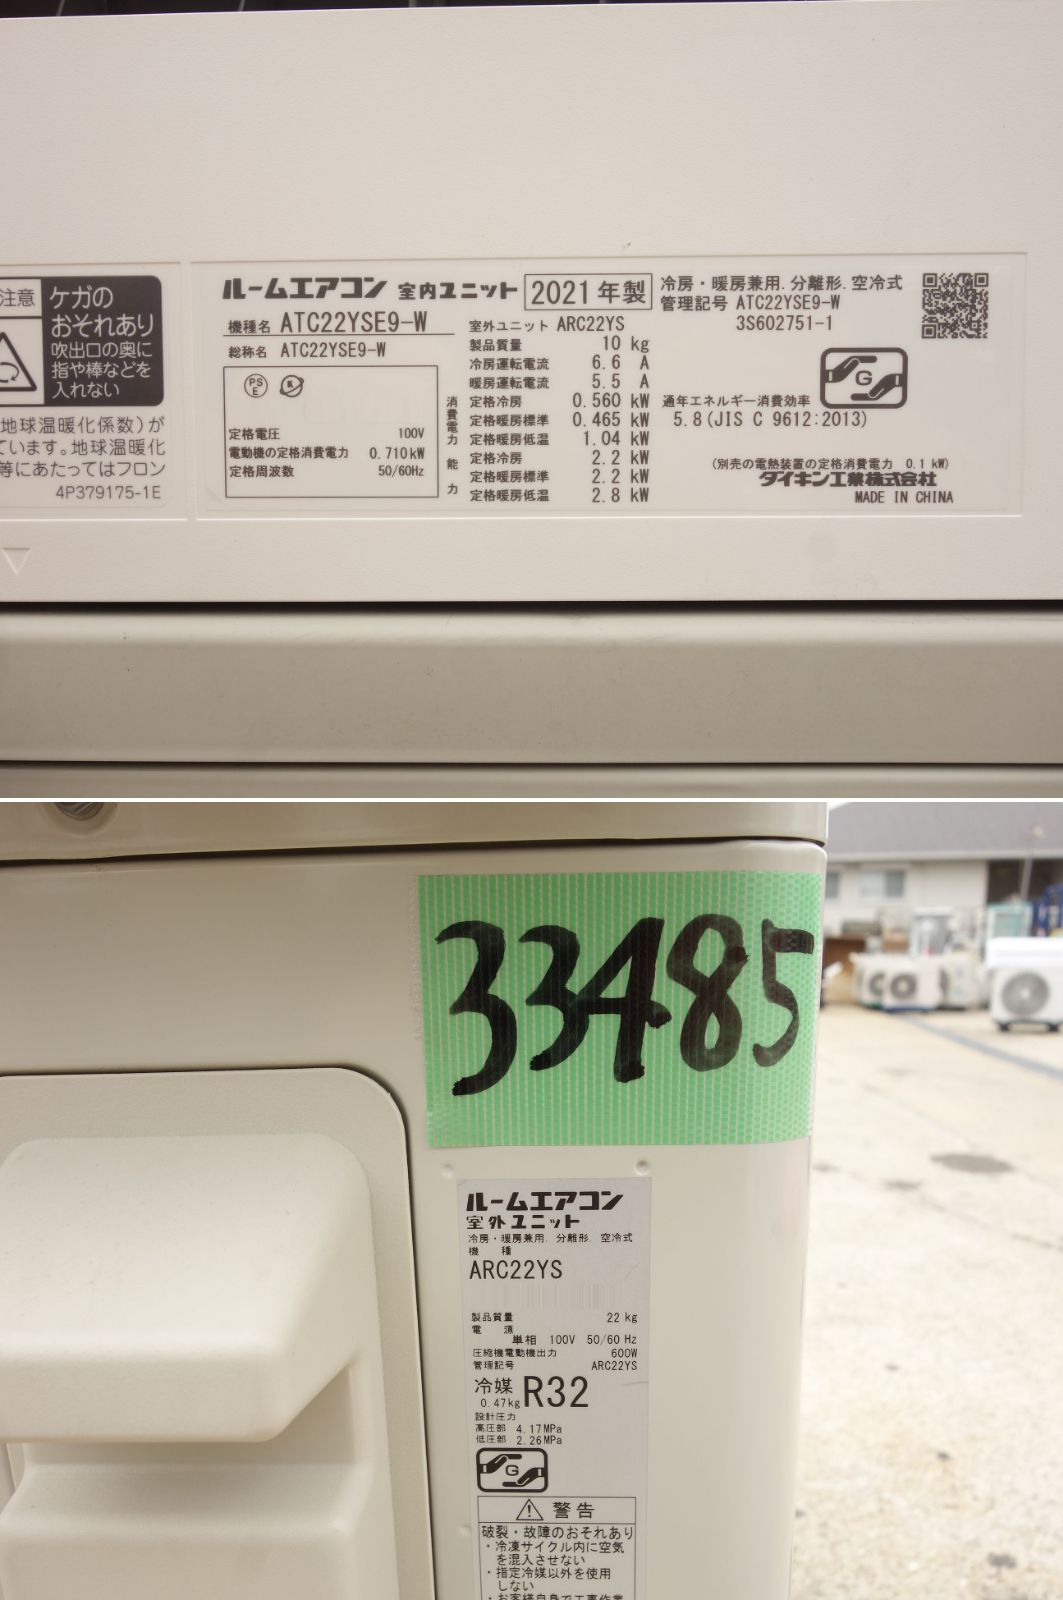 注意
ケガの
おそれあり
吹出口の奥に
指や棒などを
入れない
地球温暖化係数)が
ています。地球温暖化
等にあたってはフロン
4P379175-1E
ルームエアコン 室内ユニット 2021年製
機種名 ATC22YSE9-W
総称名 ATC22YSE9-W
PS
E
K
定格電圧 100V
電動機の定格消費電力 0.710kW
定格周波数 50/60Hz
室外ユニット ARC22YS
製品質量 10 kg
冷房運転電流 6.6 A
暖房運転電流 5.5 A
消費電力
定格冷房 0.560 kW
定格暖房標準 0.465 kW
定格暖房低温 1.04 kW
能力
定格冷房 2.2 kW
定格暖房標準 2.2 kW
定格暖房低温 2.8 kW
冷房・暖房兼用. 分離形. 空冷式
管理記号 ATC22YSE9-W
3S602751-1
G
通年エネルギー消費効率
5.8(JIS C 9612:2013)
(別売の電熱装置の定格消費電力 0.1 kW)
ダイキン工業株式会社
MADE IN CHINA
33485
ルームエアコン
室外ユニット
冷房・暖房兼用. 分離形. 空冷式
機 種
ARC22YS
製品質量 22 kg
電 源
単相 100V 50/60 Hz
圧縮機電動機出力 600W
管理記号 ARC22YS
冷媒 R32
0.47kg
設計圧力
高圧部 4.17MPa
低圧部 2.26MPa
G
警告
破裂・故障のおそれあり
・冷凍サイクル内に空気
を混入させない
・指定冷媒以外を使用
しない
・お客様自身で工事作業